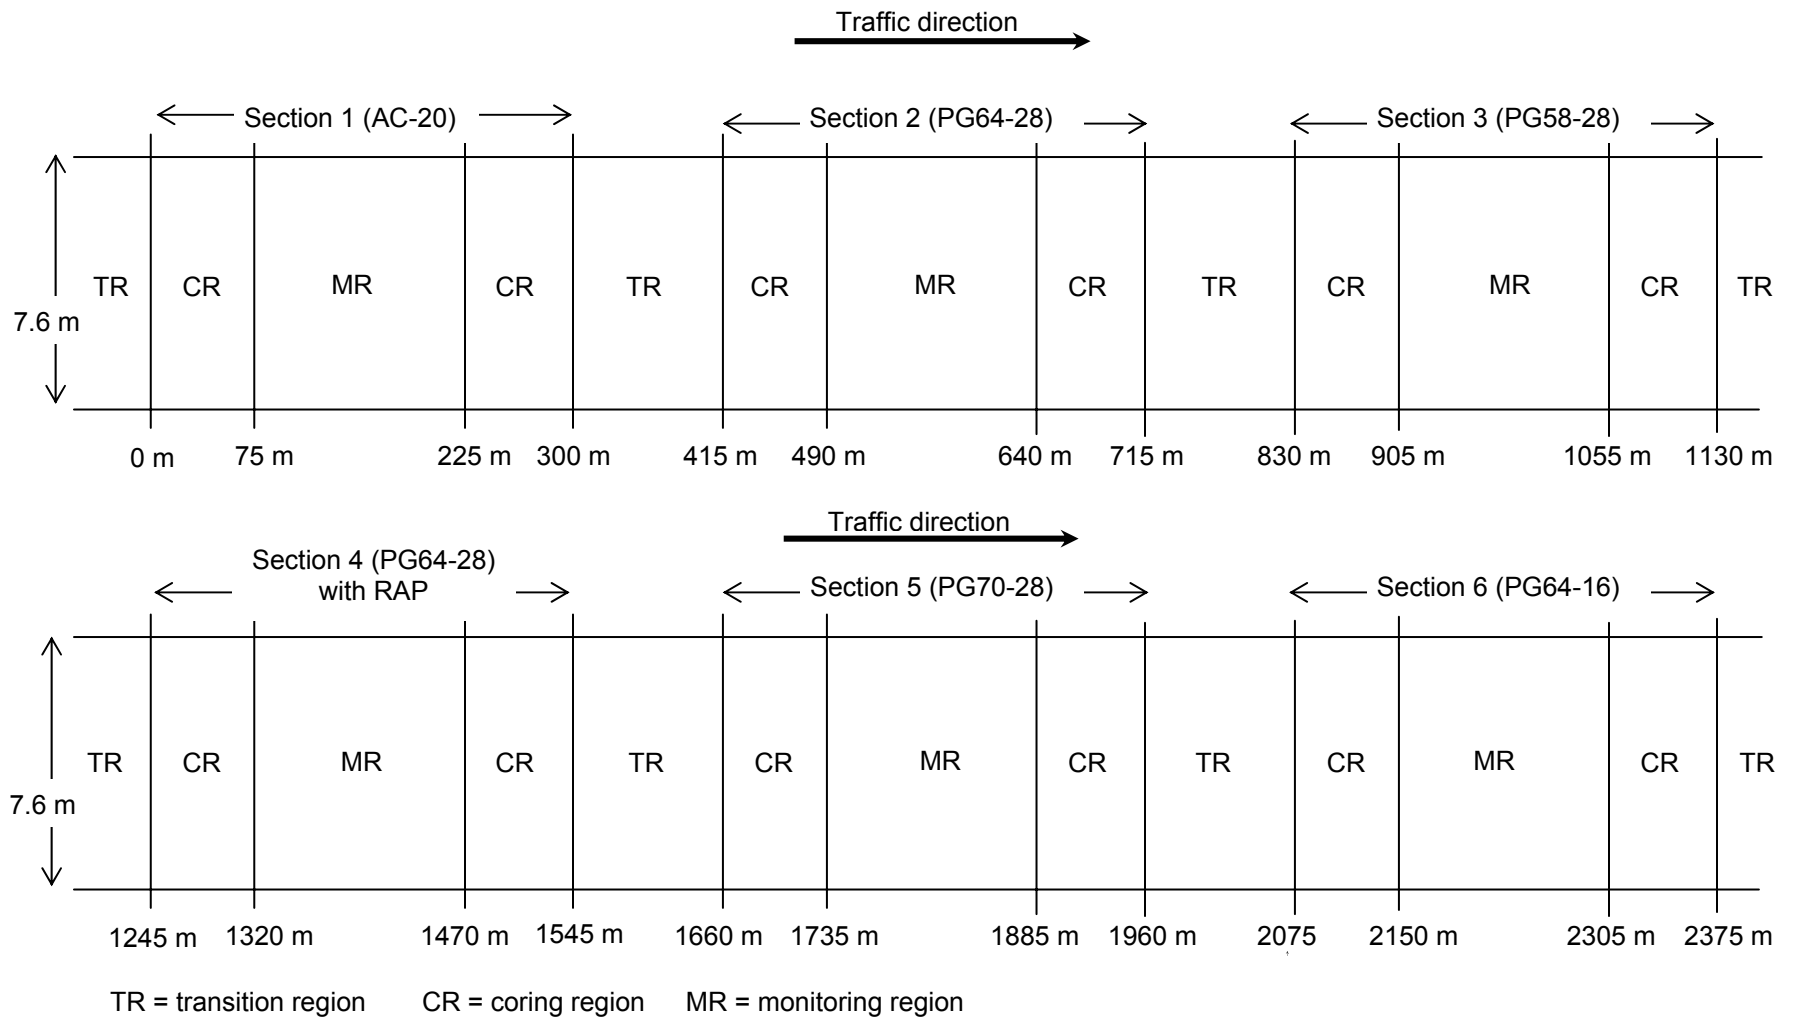 Traffic direction
Section 1 (AC-20)
Section 2 (PG64-28)
Section 3 (PG58-28)
TR CR MR CR TR CR MR CR TR CR MR CR TR
7.6 m
0 m 75 m 225 m 300 m 415 m 490 m 640 m 715 m 830 m 905 m 1055 m 1130 m
Traffic direction
Section 4 (PG64-28)
with RAP
Section 5 (PG70-28)
Section 6 (PG64-16)
TR CR MR CR TR CR MR CR TR CR MR CR TR
7.6 m
1245 m 1320 m 1470 m 1545 m 1660 m 1735 m 1885 m 1960 m 2075 2150 m 2305 m 2375 m
TR = transition region CR = coring region MR = monitoring region